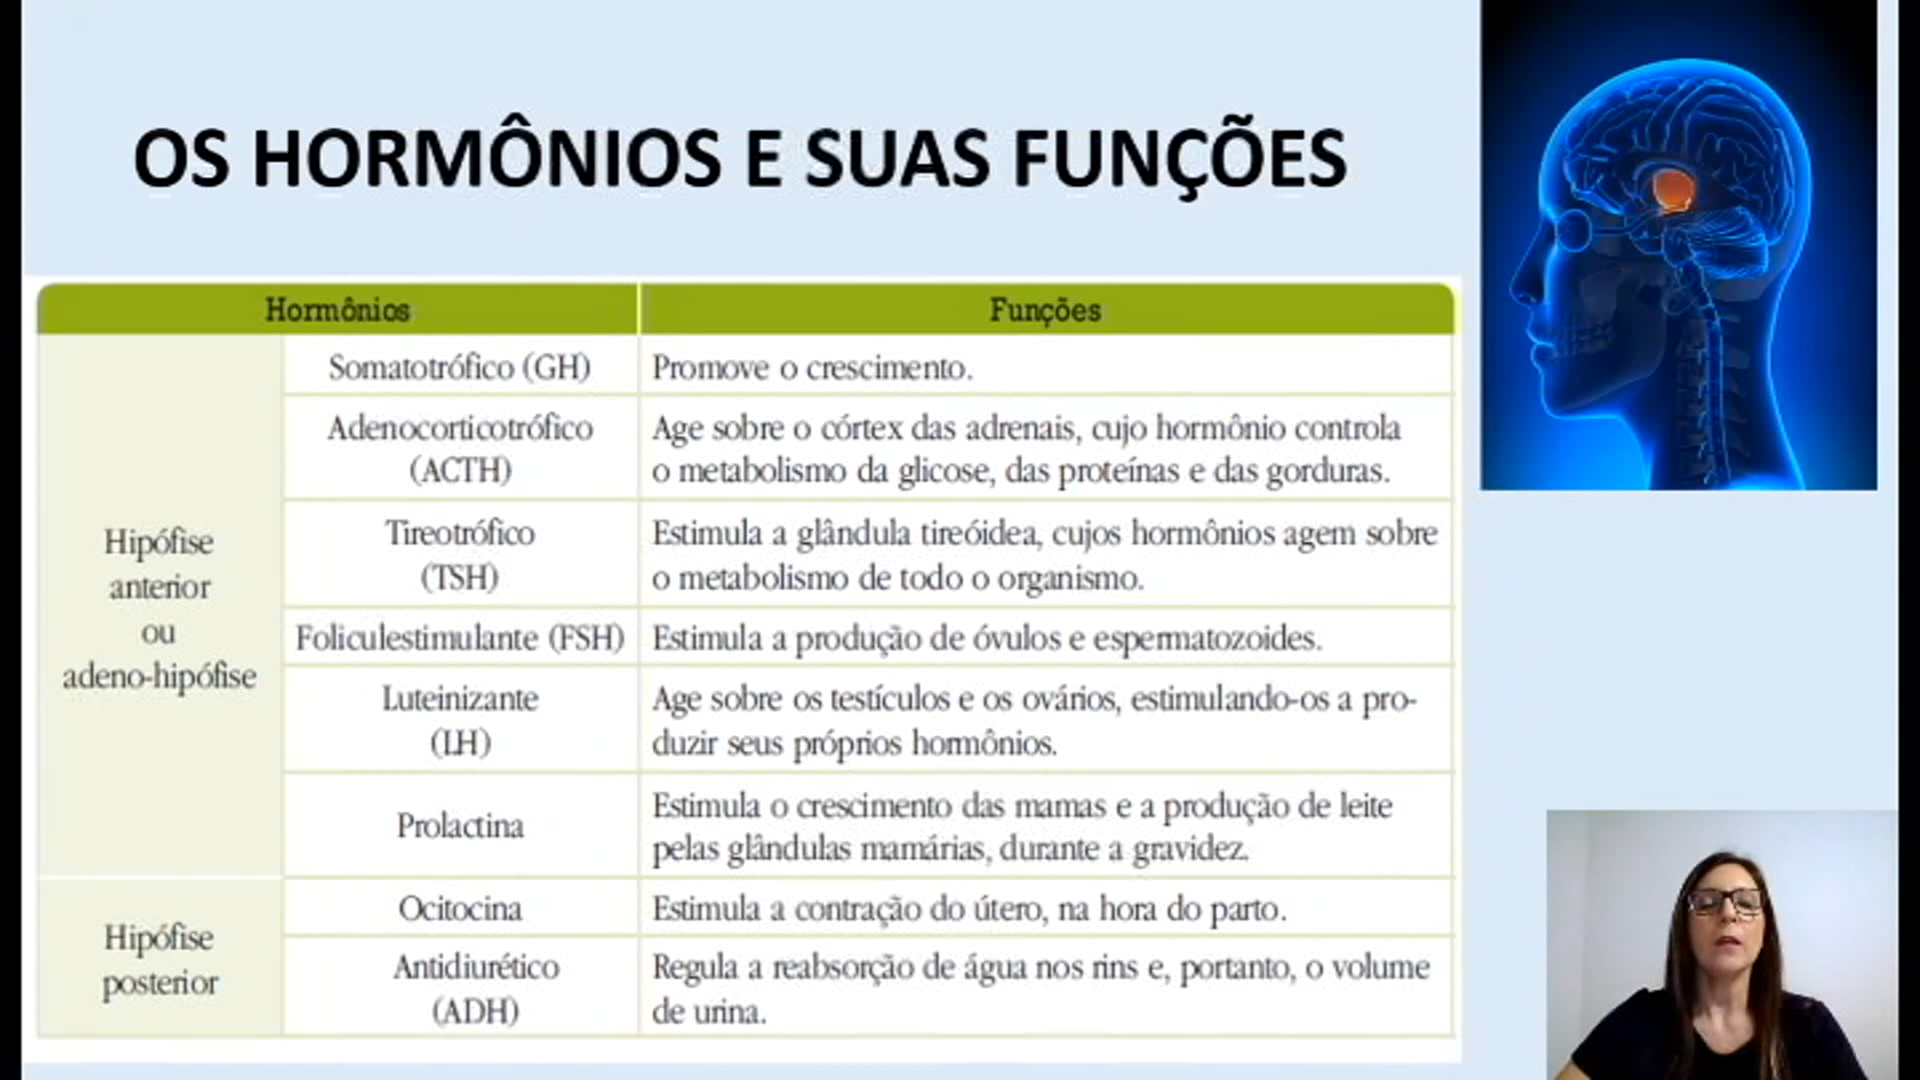 OS HORMÔNIOS E SUAS FUNÇÕES
Hormônios
Funções
Hipófise
anterior
ou
adeno-hipófise
Somatotrófico (GH)
Promove o crescimento.
Adenocorticotrófico
(ACTH)
Age sobre o córtex das adrenais, cujo hormônio controla
o metabolismo da glicose, das proteínas e das gorduras.
Tireotrófico
(TSH)
Estimula a glândula tireóidea, cujos hormônios agem sobre
o metabolismo de todo o organismo.
Foliculestimulante (FSH)
Estimula a produção de óvulos e espermatozoides.
Luteinizante
(LH)
Age sobre os testículos e os ovários, estimulando-os a pro-
duzir seus próprios hormônios.
Prolactina
Estimula o crescimento das mamas e a produção de leite
pelas glândulas mamárias, durante a gravidez.
Hipófise
posterior
Ocitocina
Estimula a contração do útero, na hora do parto.
Antidiurético
(ADH)
Regula a reabsorção de água nos rins e, portanto, o volume
de urina.